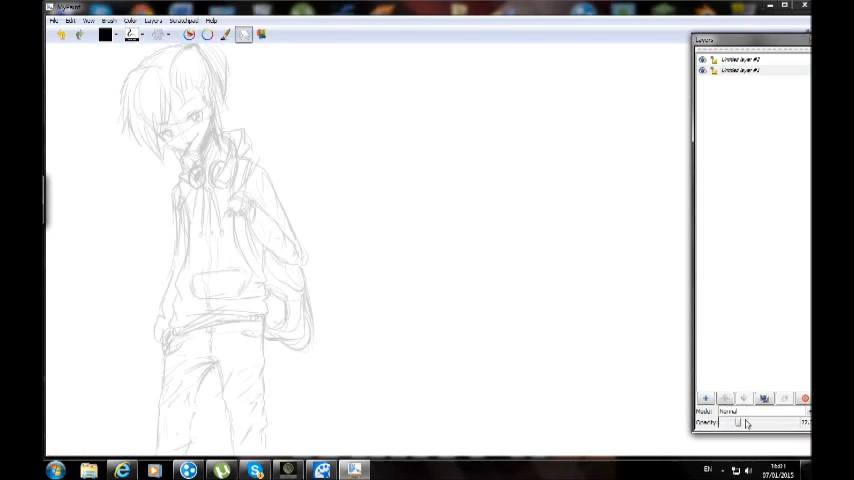 MyPaint
File Edit View Brush Color Layers Scratchpad Help
Layers
Untitled layer #2
Untitled layer #1
Mode: Normal
Opacity:
EN
16:01
07/01/2015